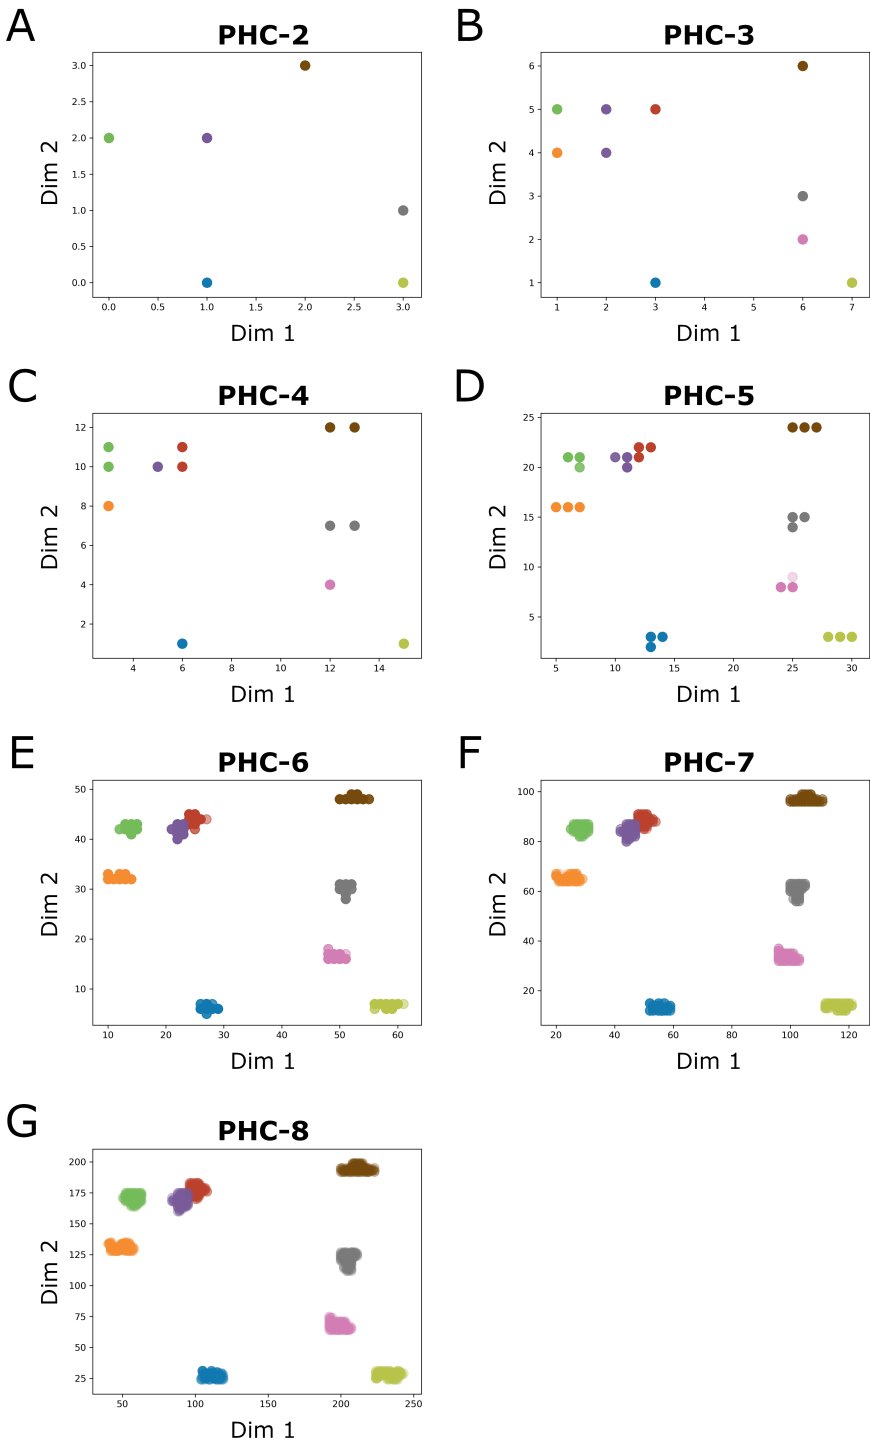 A
PHC-2
3.0
2.5
2.0
1.5
1.0
0.5
0.0
Dim 2
0.0 0.5 1.0 1.5 2.0 2.5 3.0
Dim 1
B
PHC-3
6
5
4
3
2
1
Dim 2
1 2 3 4 5 6 7
Dim 1
C
PHC-4
12
10
8
6
4
2
Dim 2
4 6 8 10 12 14
Dim 1
D
PHC-5
25
20
15
10
5
Dim 2
5 10 15 20 25 30
Dim 1
E
PHC-6
50
40
30
20
10
Dim 2
10 20 30 40 50 60
Dim 1
F
PHC-7
100
80
60
40
20
Dim 2
20 40 60 80 100 120
Dim 1
G
PHC-8
200
175
150
125
100
75
50
25
Dim 2
50 100 150 200 250
Dim 1